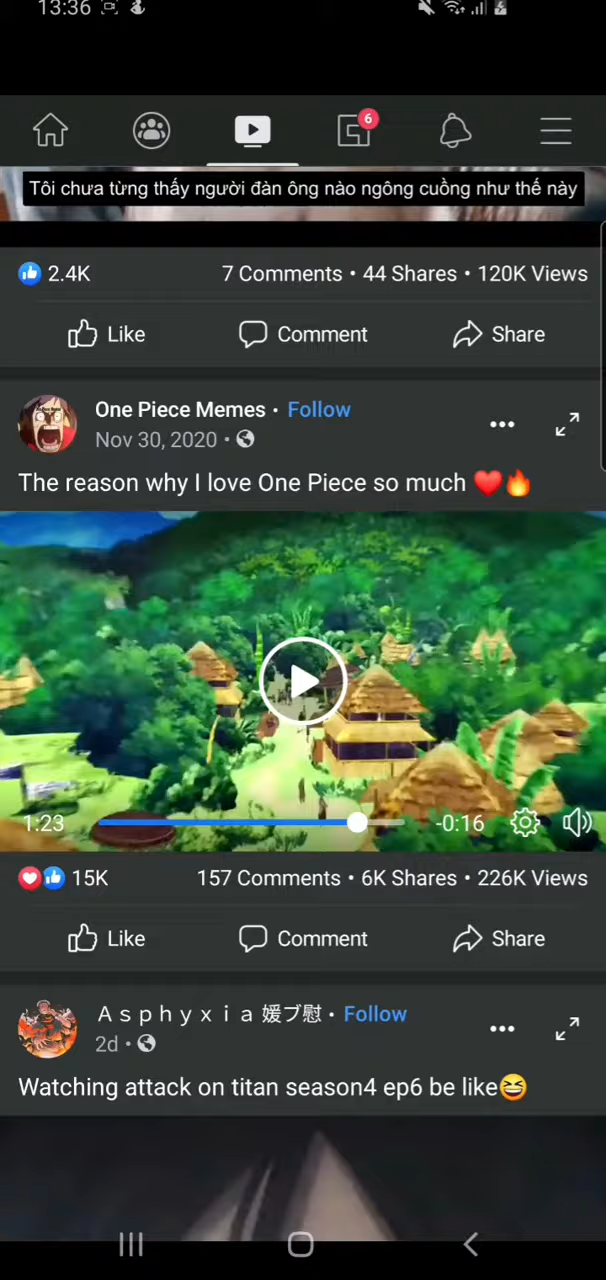 13:36
6
Tôi chưa từng thấy người đàn ông nào ngông cuồng như thế này
2.4K 7 Comments • 44 Shares • 120K Views
Like Comment Share
One Piece Memes • Follow
Nov 30, 2020 •
The reason why I love One Piece so much ❤️🔥
1:23 -0:16
15K 157 Comments • 6K Shares • 226K Views
Like Comment Share
Ａｓｐｈｙｘｉａ 媛ブ慰 • Follow
2d •
Watching attack on titan season4 ep6 be like😆